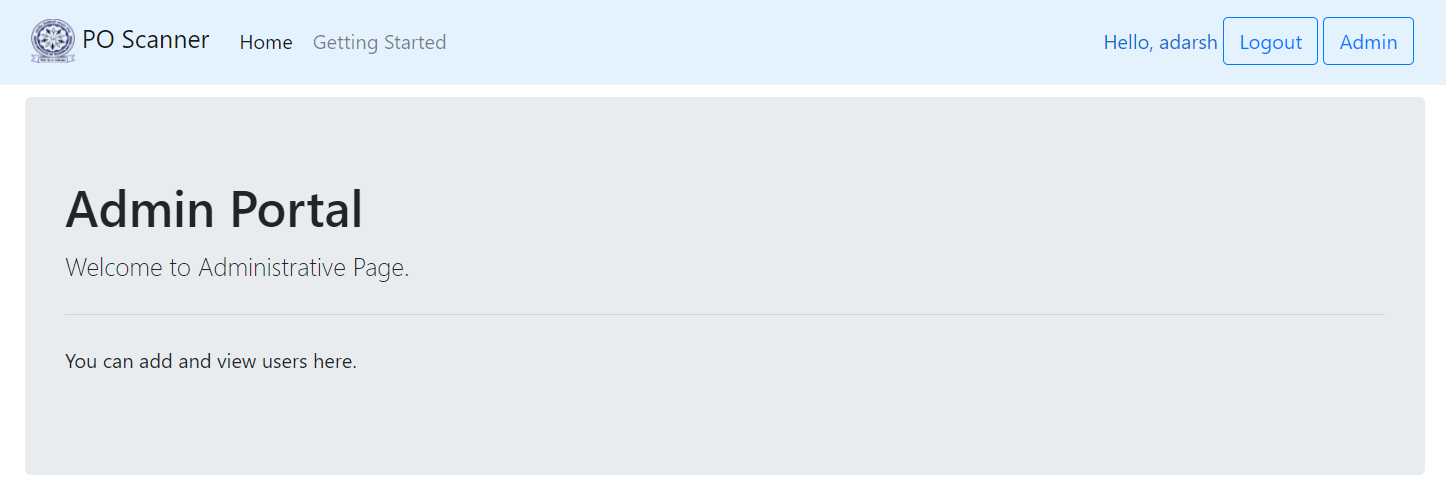 PO Scanner Home Getting Started Hello, adarsh Logout Admin
Admin Portal
Welcome to Administrative Page.
You can add and view users here.